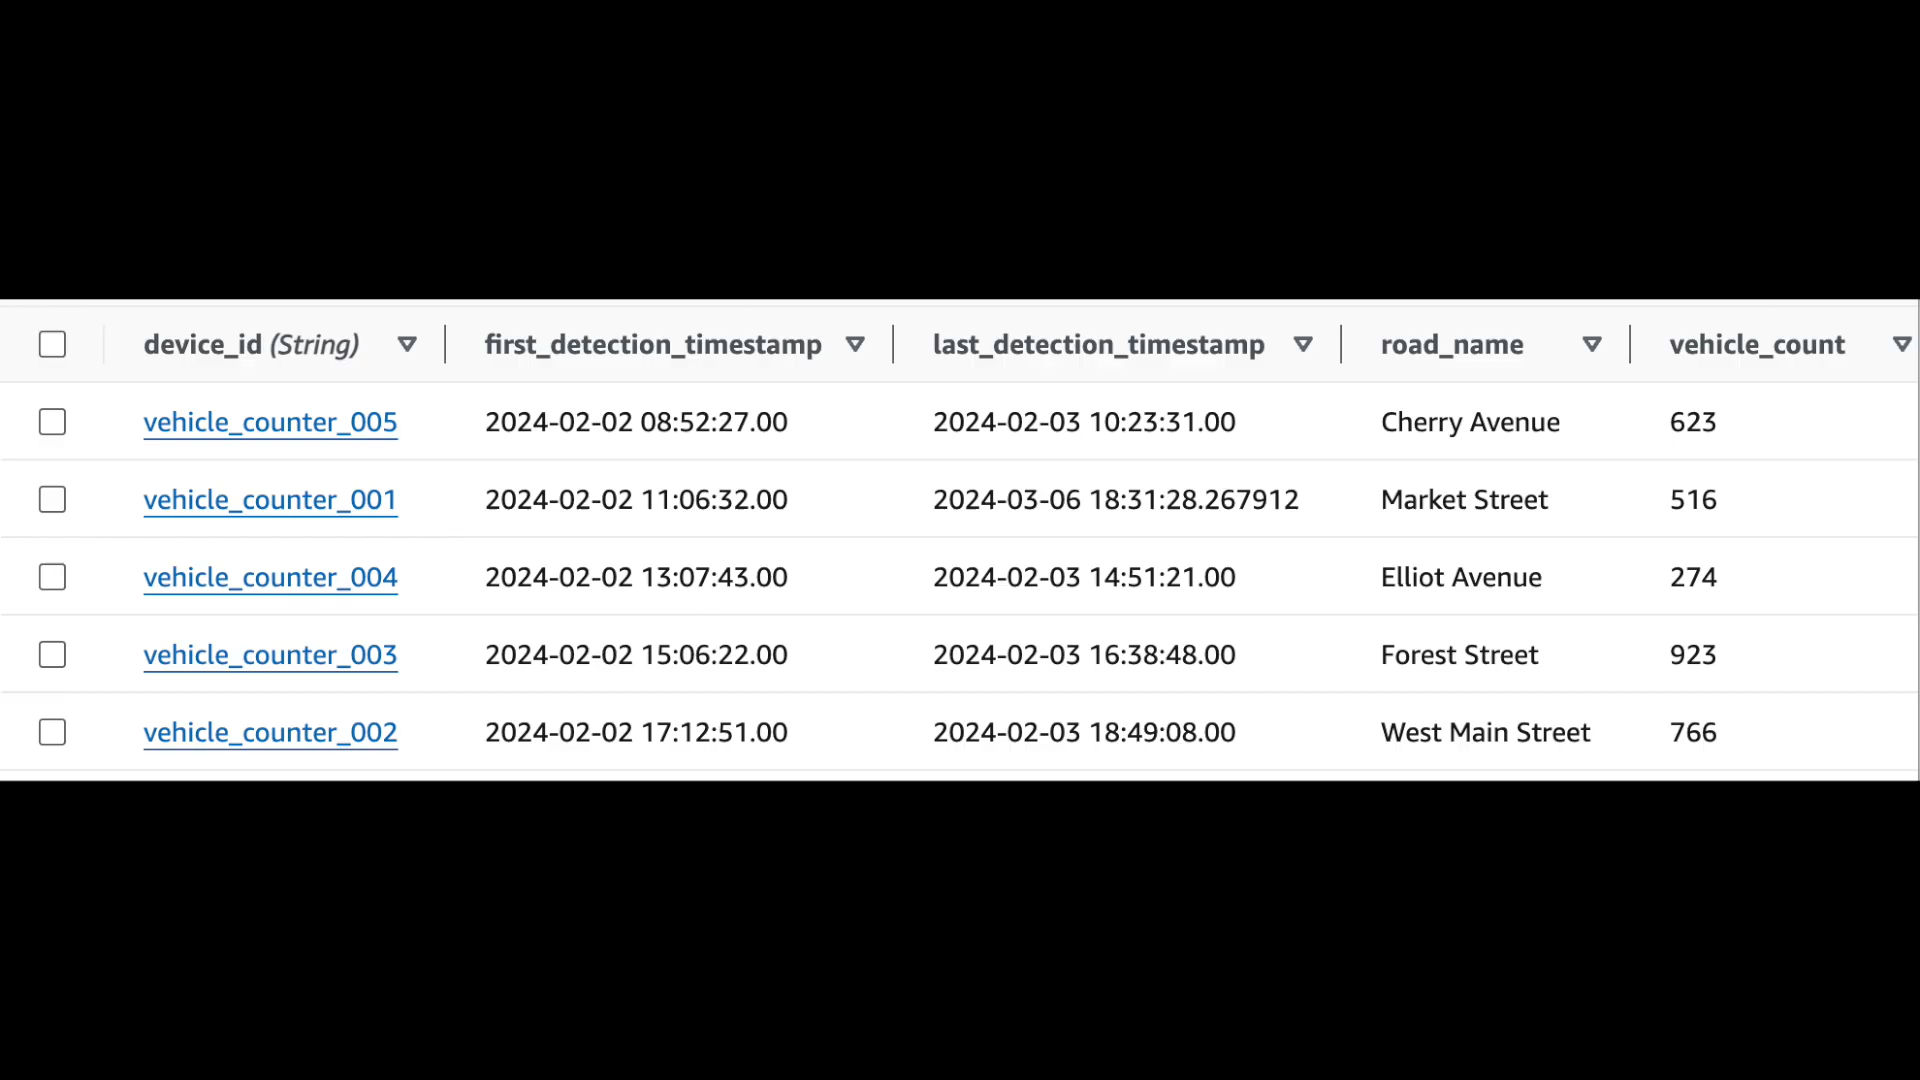 device_id (String) first_detection_timestamp last_detection_timestamp road_name vehicle_count
vehicle_counter_005 2024-02-02 08:52:27.00 2024-02-03 10:23:31.00 Cherry Avenue 623
vehicle_counter_001 2024-02-02 11:06:32.00 2024-03-06 18:31:28.267912 Market Street 516
vehicle_counter_004 2024-02-02 13:07:43.00 2024-02-03 14:51:21.00 Elliot Avenue 274
vehicle_counter_003 2024-02-02 15:06:22.00 2024-02-03 16:38:48.00 Forest Street 923
vehicle_counter_002 2024-02-02 17:12:51.00 2024-02-03 18:49:08.00 West Main Street 766